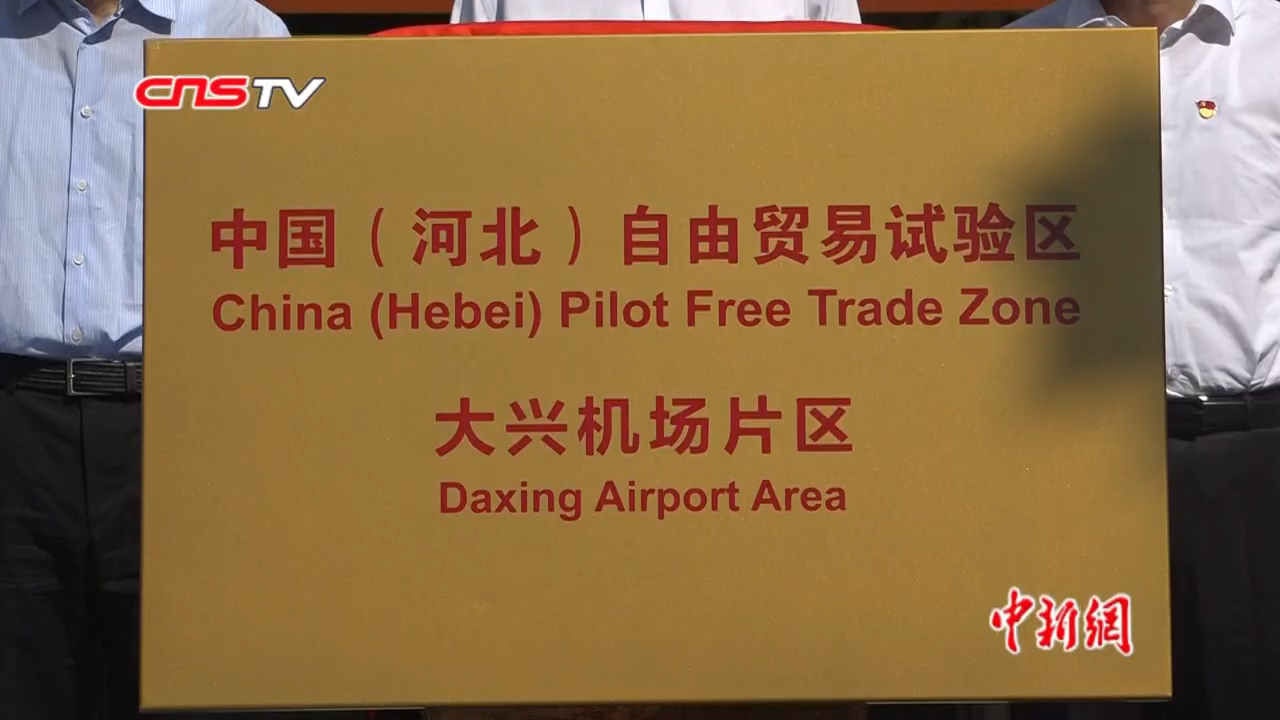 CNSTV
中国（河北）自由贸易试验区
China (Hebei) Pilot Free Trade Zone
大兴机场片区
Daxing Airport Area
中新網